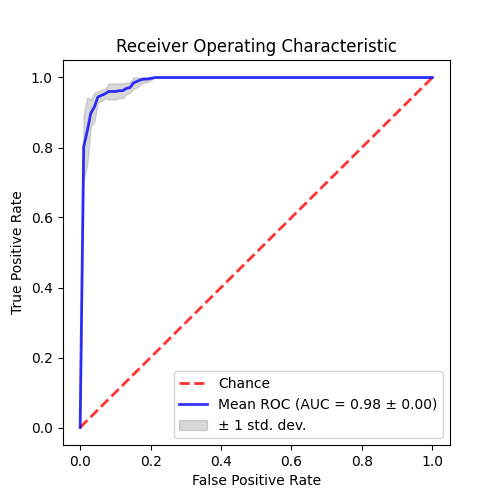 Receiver Operating Characteristic
True Positive Rate
1.0
0.8
0.6
0.4
0.2
0.0
Chance
Mean ROC (AUC = 0.98 ± 0.00)
± 1 std. dev.
0.0 0.2 0.4 0.6 0.8 1.0
False Positive Rate